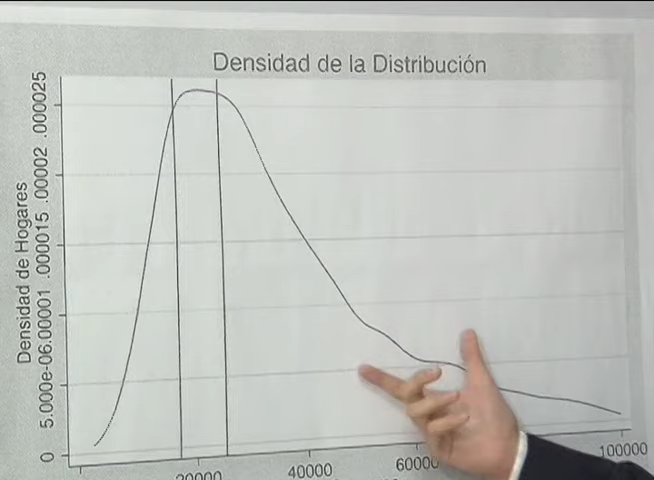 Densidad de la Distribución
Densidad de Hogares
0 5.000e-06 .00001 .000015 .00002 .000025
20000 40000 60000 100000